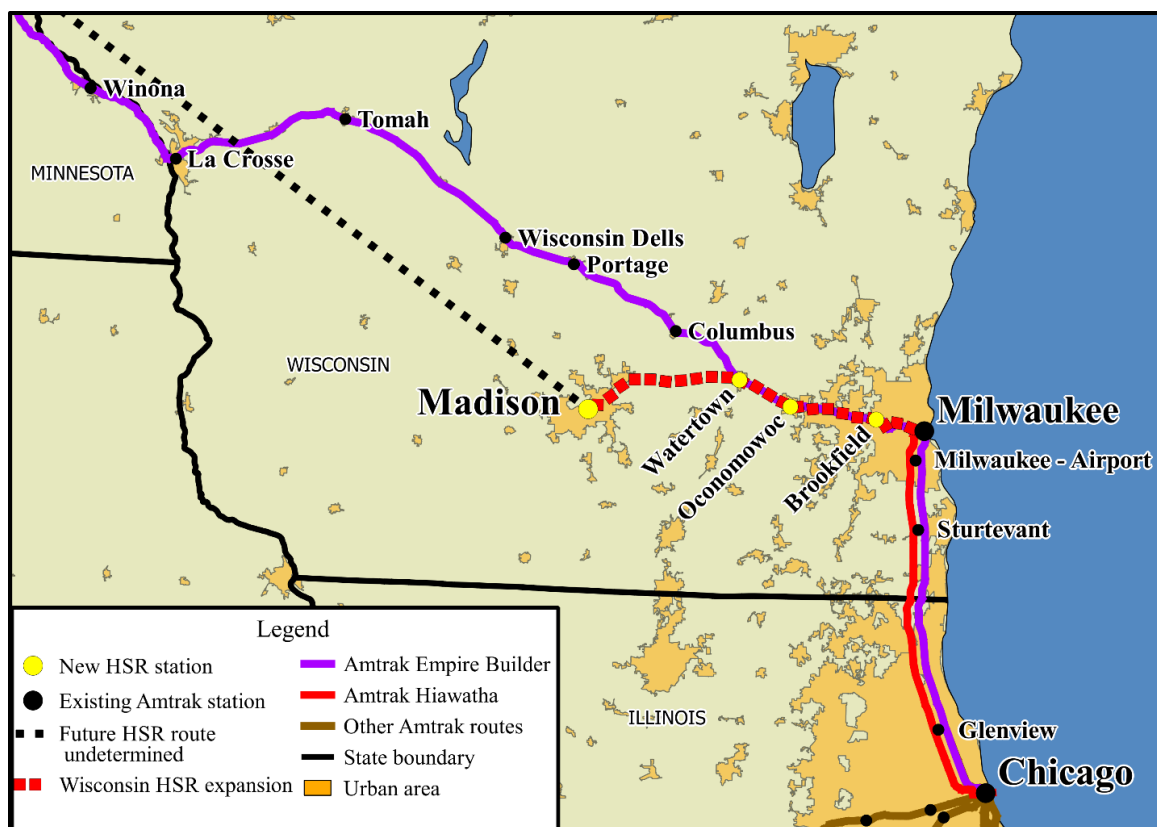 Winona
Tomah
La Crosse
MINNESOTA
Wisconsin Dells
Portage
Columbus
WISCONSIN
Madison
Watertown
Oconomowoc
Brookfield
Milwaukee
Milwaukee - Airport
Sturtevant
ILLINOIS
Glenview
Chicago
Legend
New HSR station
Existing Amtrak station
Future HSR route
undetermined
Wisconsin HSR expansion
Amtrak Empire Builder
Amtrak Hiawatha
Other Amtrak routes
State boundary
Urban area